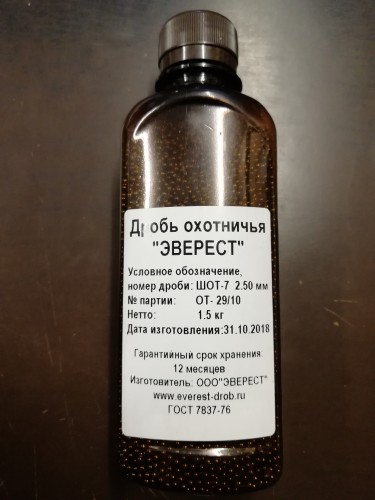 Дробь охотничья
"ЭВЕРЕСТ"
Условное обозначение,
номер дроби: ШОТ-7 2.50 мм
№ партии: ОТ- 29/10
Нетто: 1.5 кг
Дата изготовления:31.10.2018
Гарантийный срок хранения.
12 месяцев
Изготовитель: ООО"ЭВЕРЕСТ"
www.everest-drob.ru
ГОСТ 7837-76